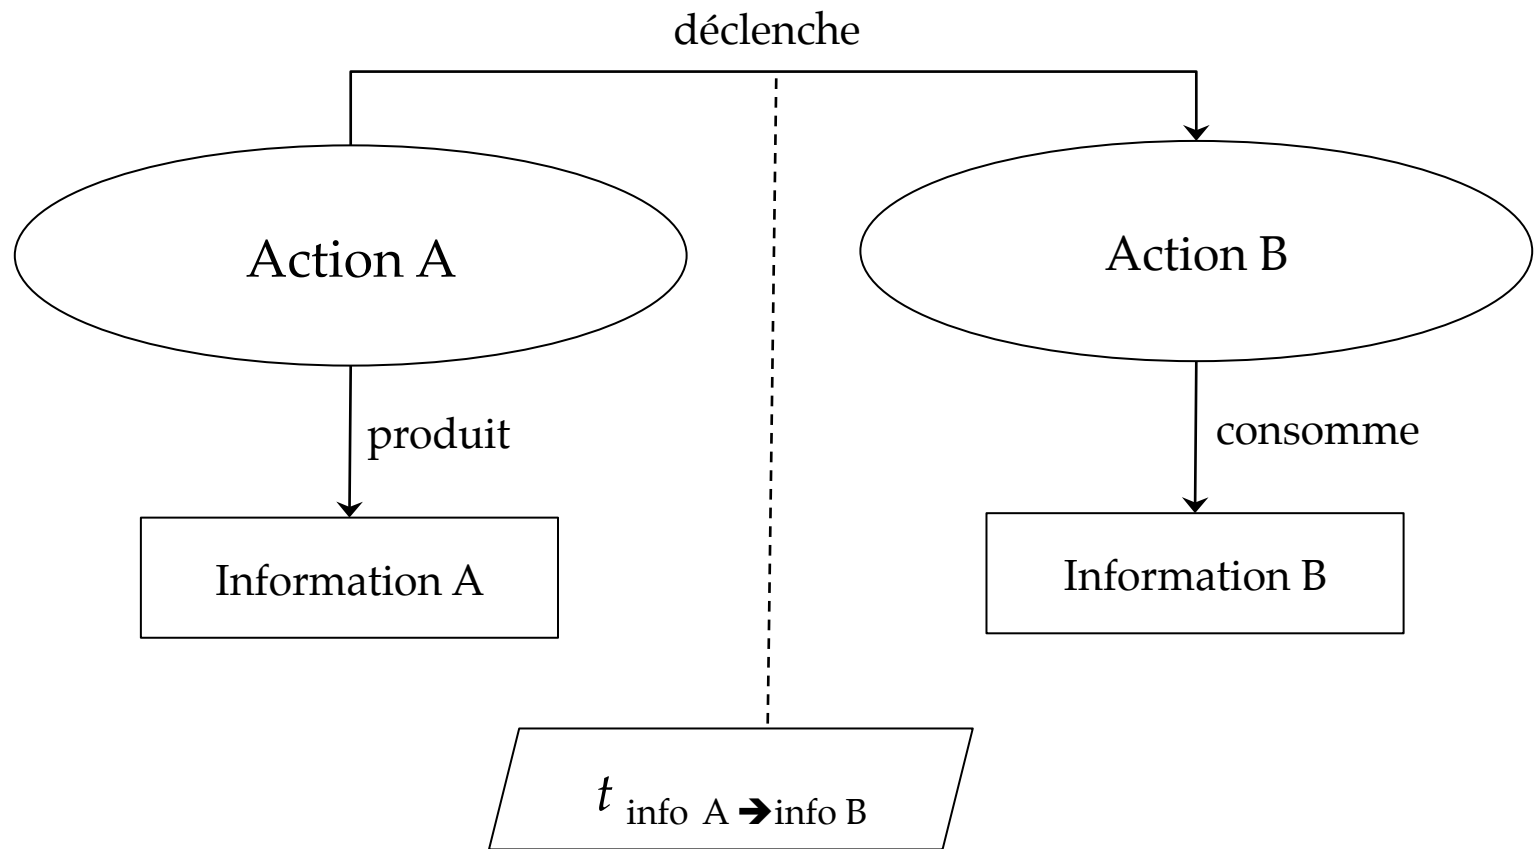 déclenche
Action A
Action B
produit
consomme
Information A
Information B
t info A ➔ info B